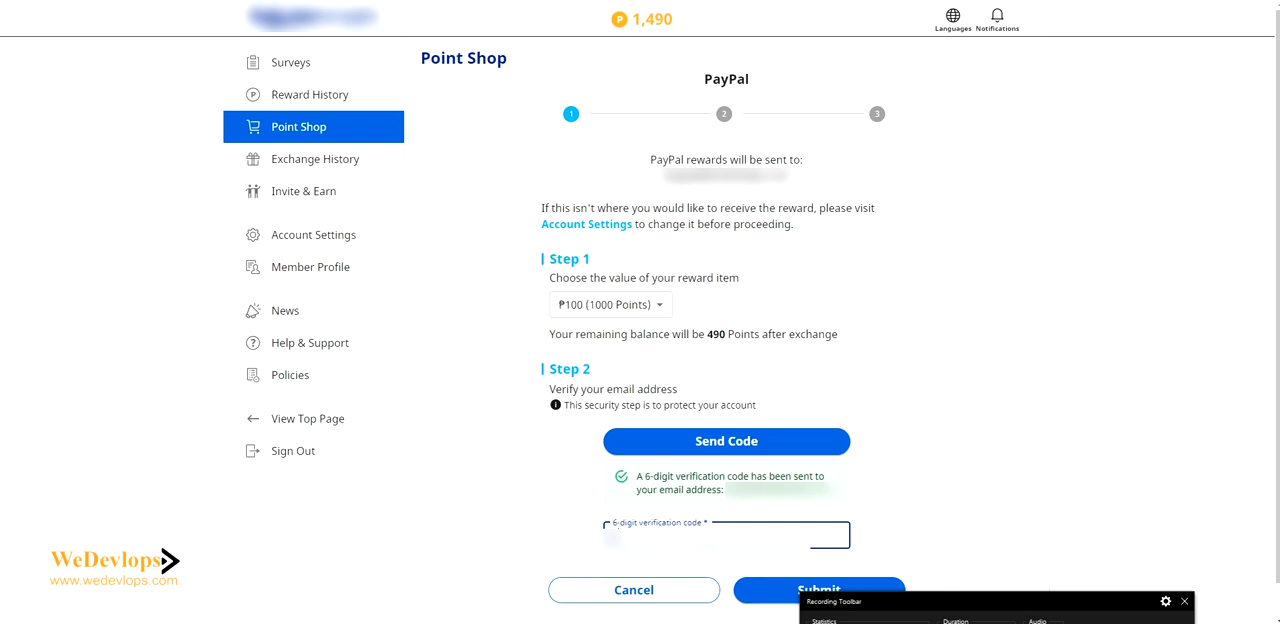 P 1,490
Languages
Notifications
Surveys
P Reward History
Point Shop
Exchange History
Invite & Earn
Account Settings
Member Profile
News
? Help & Support
Policies
View Top Page
Sign Out
Point Shop
PayPal
1 2 3
PayPal rewards will be sent to:
If this isn't where you would like to receive the reward, please visit
Account Settings to change it before proceeding.
Step 1
Choose the value of your reward item
₱100 (1000 Points)
Your remaining balance will be 490 Points after exchange
Step 2
Verify your email address
i This security step is to protect your account
Send Code
A 6-digit verification code has been sent to
your email address:
6-digit verification code *
Cancel
Submit
WeDevlops
www.wedevlops.com
Recording Toolbar
Statistics
Duration
Audio